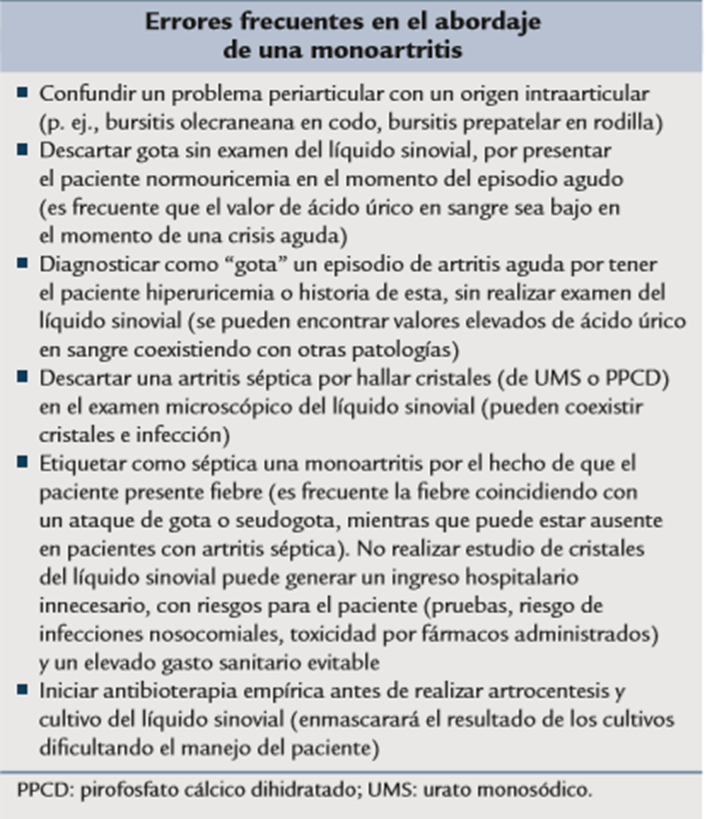 Errores frecuentes en el abordaje
de una monoartritis
■ Confundir un problema periarticular con un origen intraarticular
(p. ej., bursitis olecraneana en codo, bursitis prepatelar en rodilla)
■ Descartar gota sin examen del líquido sinovial, por presentar
el paciente normouricemia en el momento del episodio agudo
(es frecuente que el valor de ácido úrico en sangre sea bajo en
el momento de una crisis aguda)
■ Diagnosticar como “gota” un episodio de artritis aguda por tener
el paciente hiperuricemia o historia de esta, sin realizar examen del
líquido sinovial (se pueden encontrar valores elevados de ácido úrico
en sangre coexistiendo con otras patologías)
■ Descartar una artritis séptica por hallar cristales (de UMS o PPCD)
en el examen microscópico del líquido sinovial (pueden coexistir
cristales e infección)
■ Etiquetar como séptica una monoartritis por el hecho de que el
paciente presente fiebre (es frecuente la fiebre coincidiendo con
un ataque de gota o seudogota, mientras que puede estar ausente
en pacientes con artritis séptica). No realizar estudio de cristales
del líquido sinovial puede generar un ingreso hospitalario
innecesario, con riesgos para el paciente (pruebas, riesgo de
infecciones nosocomiales, toxicidad por fármacos administrados)
y un elevado gasto sanitario evitable
■ Iniciar antibioterapia empírica antes de realizar artrocentesis y
cultivo del líquido sinovial (enmascarará el resultado de los cultivos
dificultando el manejo del paciente)
PPCD: pirofosfato cálcico dihidratado; UMS: urato monosódico.